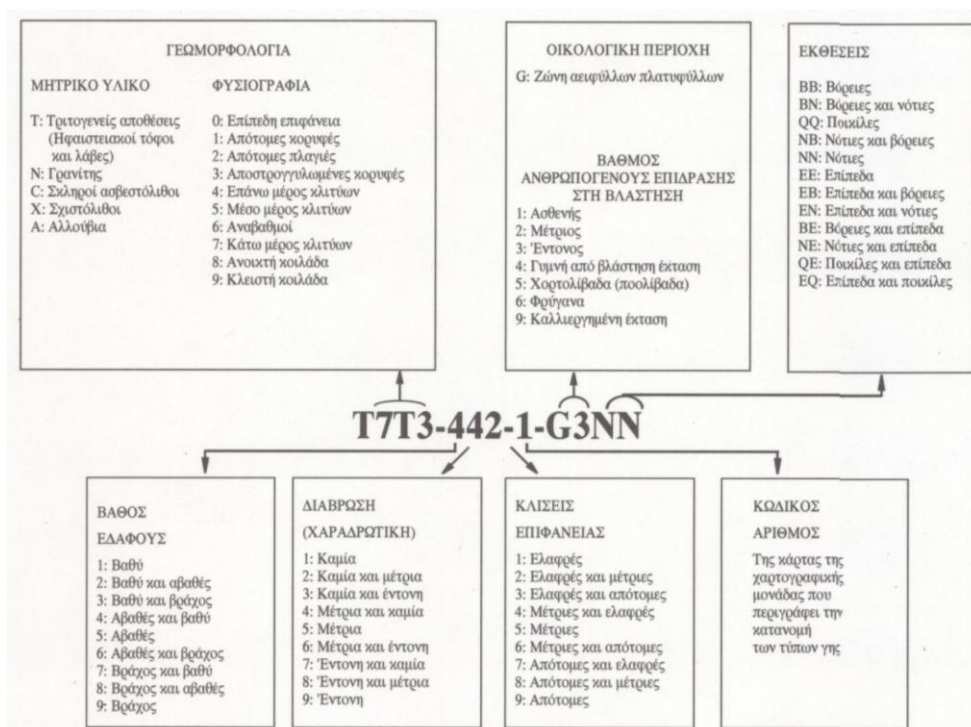 ΓΕΩΜΟΡΦΟΛΟΓΙΑ
ΜΗΤΡΙΚΟ ΥΛΙΚΟ
Τ: Τριτογενείς αποθέσεις
(Ηφαιστειακοί τόφοι
και λάβες)
Ν: Γρανίτης
C: Σκληροί ασβεστόλιθοι
Χ: Σχιστόλιθοι
Α: Αλλούβια
ΦΥΣΙΟΓΡΑΦΙΑ
0: Επίπεδη επιφάνεια
1: Απότομες κορυφές
2: Απότομες πλαγιές
3: Αποστρογγυλωμένες κορυφές
4: Επάνω μέρος κλιτύων
5: Μέσο μέρος κλιτύων
6: Αναβαθμοί
7: Κάτω μέρος κλιτύων
8: Ανοικτή κοιλάδα
9: Κλειστή κοιλάδα
ΟΙΚΟΛΟΓΙΚΗ ΠΕΡΙΟΧΗ
G: Ζώνη αειφύλλων πλατυφύλλων
ΒΑΘΜΟΣ
ΑΝΘΡΩΠΟΓΕΝΟΥΣ ΕΠΙΔΡΑΣΗΣ
ΣΤΗ ΒΛΑΣΤΗΣΗ
1: Ασθενής
2: Μέτριος
3: Έντονος
4: Γυμνή από βλάστηση έκταση
5: Χορτολίβαδα (ποολίβαδα)
6: Φρύγανα
9: Καλλιεργημένη έκταση
ΕΚΘΕΣΕΙΣ
ΒΒ: Βόρειες
ΒΝ: Βόρειες και νότιες
QQ: Ποικίλες
ΝΒ: Νότιες και βόρειες
ΝΝ: Νότιες
ΕΕ: Επίπεδα
ΕΒ: Επίπεδα και βόρειες
ΕΝ: Επίπεδα και νότιες
ΒΕ: Βόρειες και επίπεδα
ΝΕ: Νότιες και επίπεδα
QE: Ποικίλες και επίπεδα
EQ: Επίπεδα και ποικίλες
T7T3-442-1-G3NN
ΒΑΘΟΣ
ΕΔΑΦΟΥΣ
1: Βαθύ
2: Βαθύ και αβαθές
3: Βαθύ και βράχος
4: Αβαθές και βαθύ
5: Αβαθές
6: Αβαθές και βράχος
7: Βράχος και βαθύ
8: Βράχος και αβαθές
9: Βράχος
ΔΙΑΒΡΩΣΗ
(ΧΑΡΑΔΡΩΤΙΚΗ)
1: Καμία
2: Καμία και μέτρια
3: Καμία και έντονη
4: Μέτρια και καμία
5: Μέτρια
6: Μέτρια και έντονη
7: Έντονη και καμία
8: Έντονη και μέτρια
9: Έντονη
ΚΛΙΣΕΙΣ
ΕΠΙΦΑΝΕΙΑΣ
1: Ελαφρές
2: Ελαφρές και μέτριες
3: Ελαφρές και απότομες
4: Μέτριες και ελαφρές
5: Μέτριες
6: Μέτριες και απότομες
7: Απότομες και ελαφρές
8: Απότομες και μέτριες
9: Απότομες
ΚΩΔΙΚΟΣ
ΑΡΙΘΜΟΣ
Της κάρτας της
χαρτογραφικής
μονάδας που
περιγράφει την
κατανομή
των τύπων γης